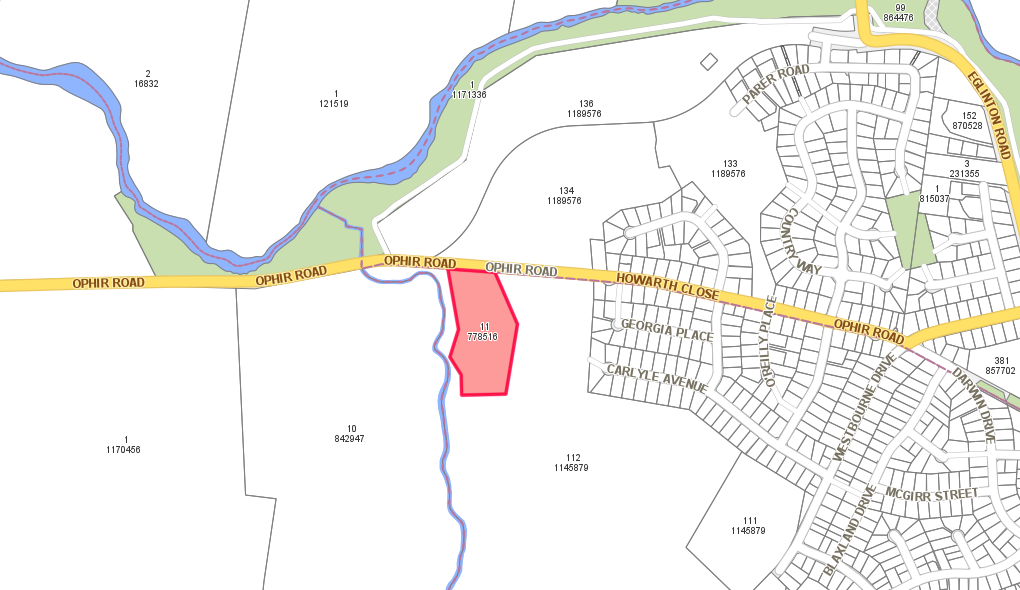 99
864476
2
16832
1
121519
1
1171336
136
1189576
PARER ROAD
EGLINTON ROAD
152
870528
133
1189576
3
231355
134
1189576
1
815037
COUNTRY WAY
OPHIR ROAD
OPHIR ROAD
OPHIR ROAD
OPHIR ROAD
HOWARTH CLOSE
11
778516
GEORGIA PLACE
O'REILLY PLACE
OPHIR ROAD
CARLYLE AVENUE
WESTBOURNE DRIVE
381
857702
DARWIN DRIVE
1
1170456
10
842947
112
1145879
MCGIRR STREET
111
1145879
BLAXLAND DRIVE